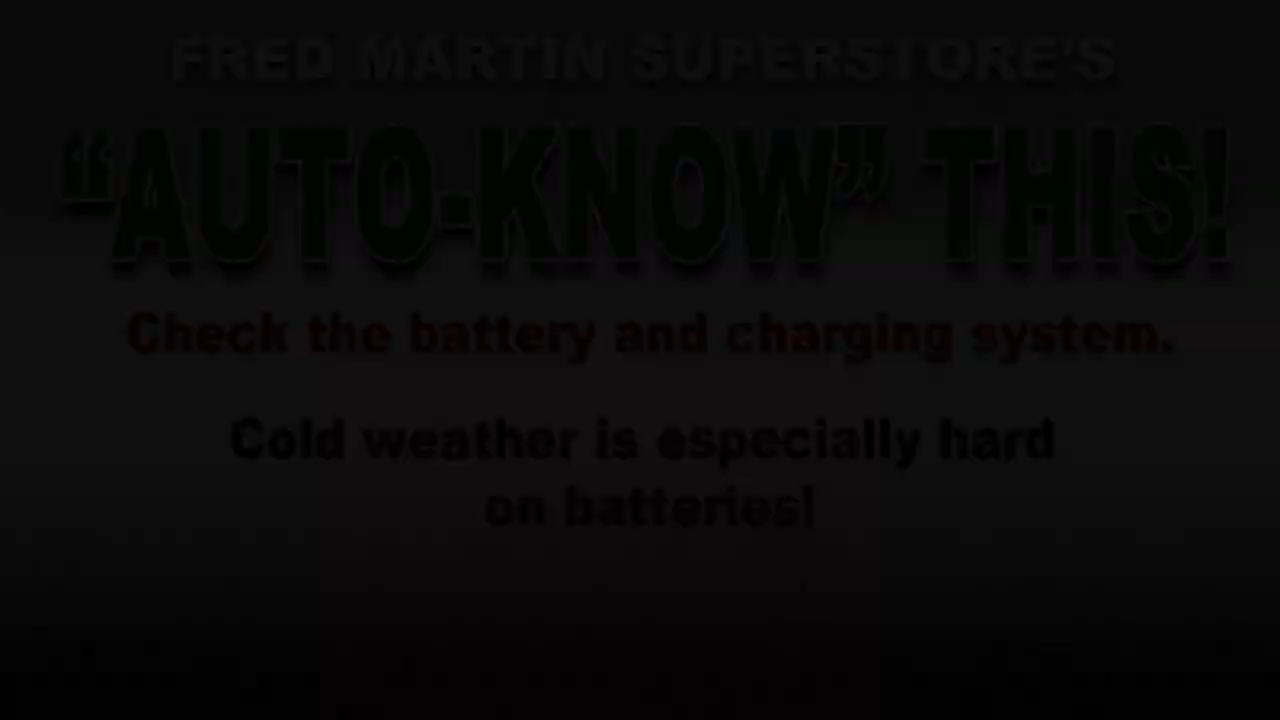 FRED MARTIN SUPERSTORE'S
“AUTO-KNOW” THIS!
Check the battery and charging system.
Cold weather is especially hard
on batteries!